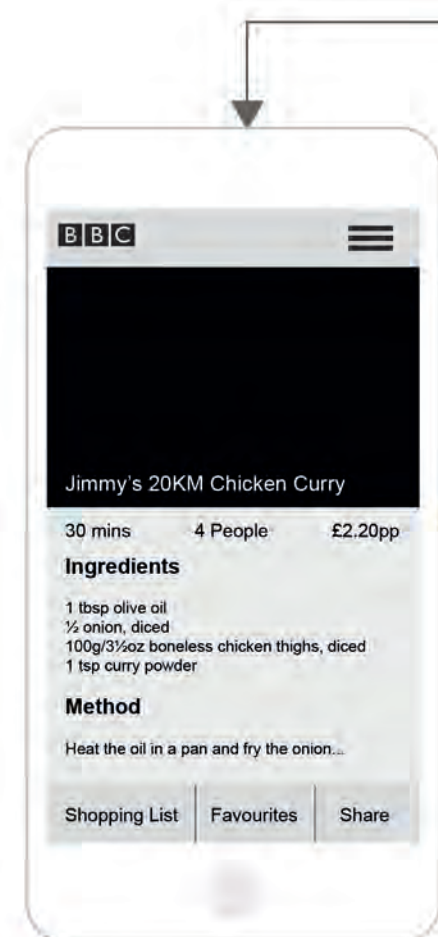 BBC
Jimmy's 20KM Chicken Curry
30 mins 4 People £2.20pp
Ingredients
1 tbsp olive oil
½ onion, diced
100g/3½oz boneless chicken thighs, diced
1 tsp curry powder
Method
Heat the oil in a pan and fry the onion...
Shopping List Favourites Share